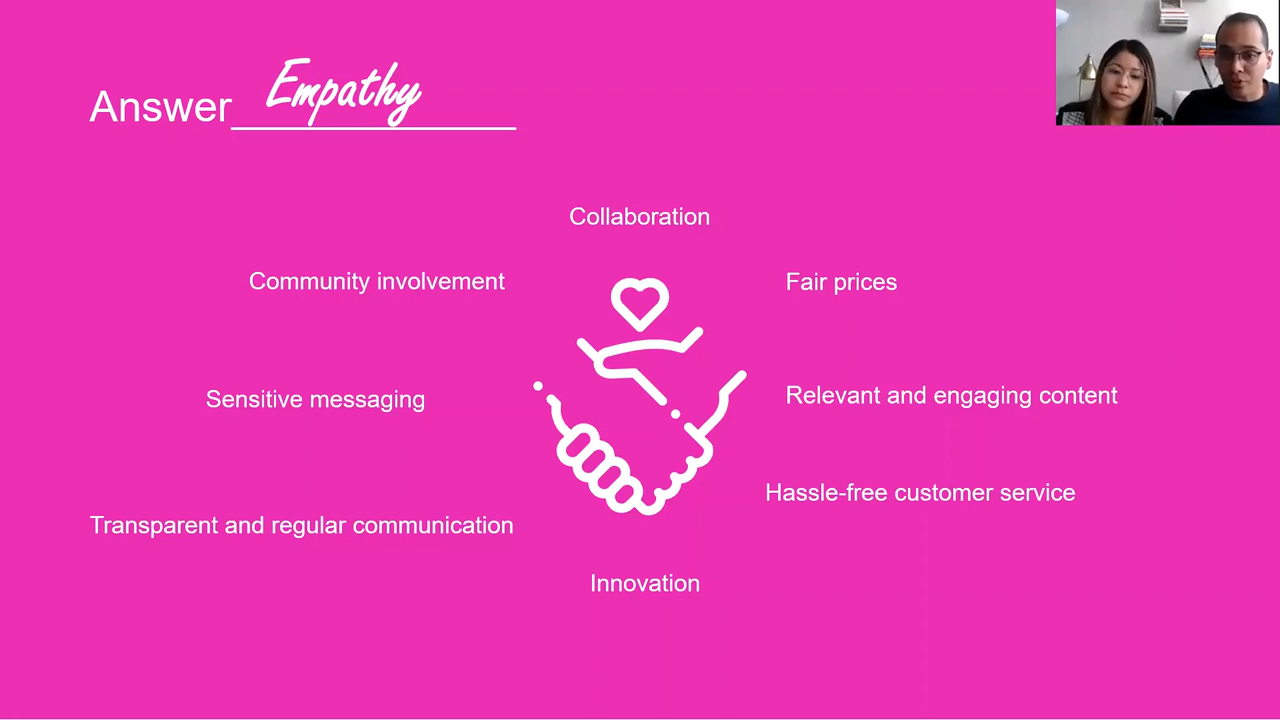 Answer Empathy
Collaboration
Community involvement
Fair prices
Sensitive messaging
Relevant and engaging content
Hassle-free customer service
Transparent and regular communication
Innovation